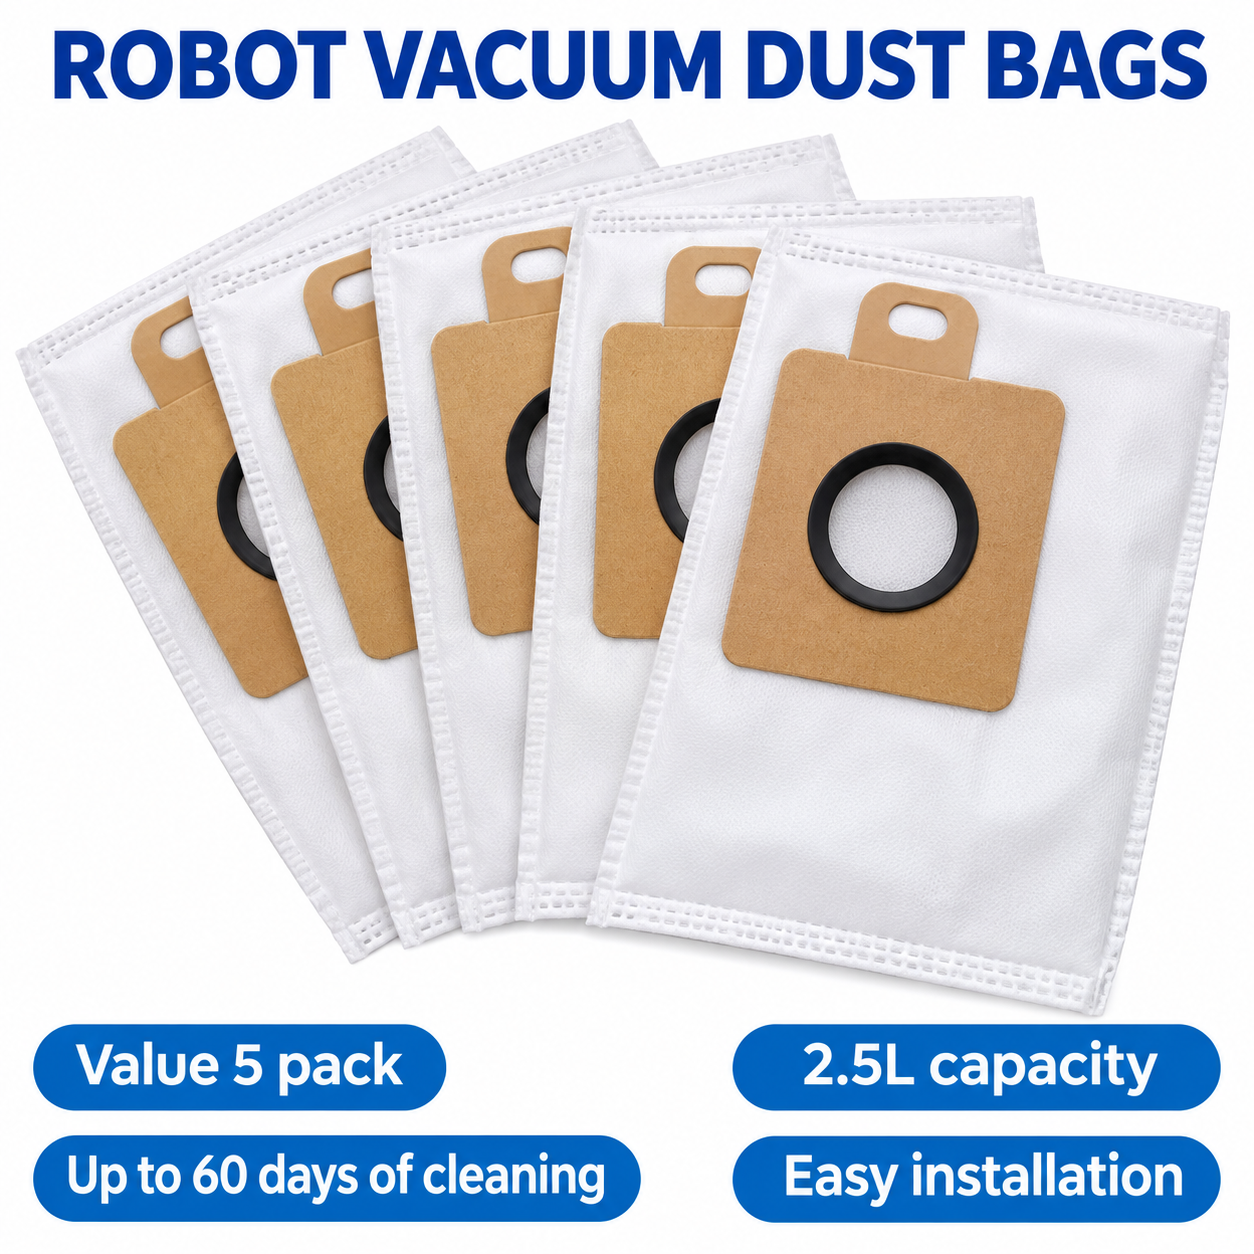 ROBOT VACUUM DUST BAGS
Value 5 pack
2.5L capacity
Up to 60 days of cleaning
Easy installation